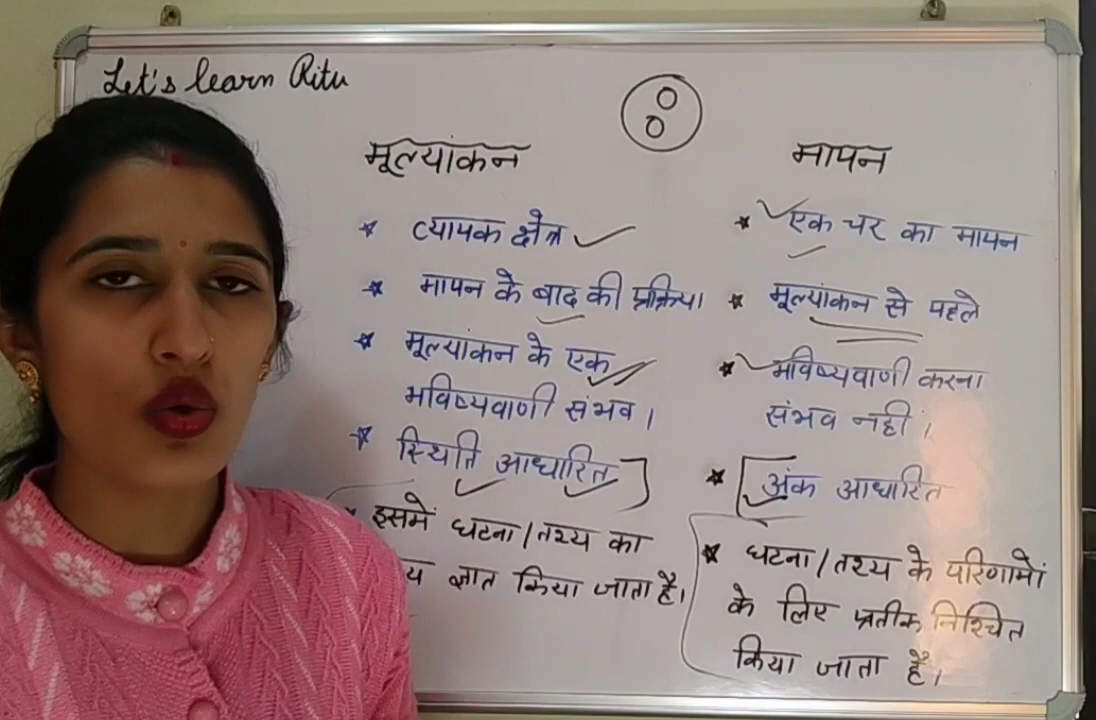 Let's learn Ritu
मूल्यांकन
व्यापक क्षेत्र
मापन के बाद की प्रक्रिया
मूल्यांकन के एक
भविष्यवाणी संभव।
स्थिति आधारित
इसमें घटना/तथ्य का
य ज्ञात किया जाता है।
मापन
एक चर का मापन
मूल्यांकन से पहले
भविष्यवाणी करना
संभव नहीं।
अंक आधारित
घटना/तथ्य के परिणामों
के लिए प्रतीक निश्चित
किया जाता है।